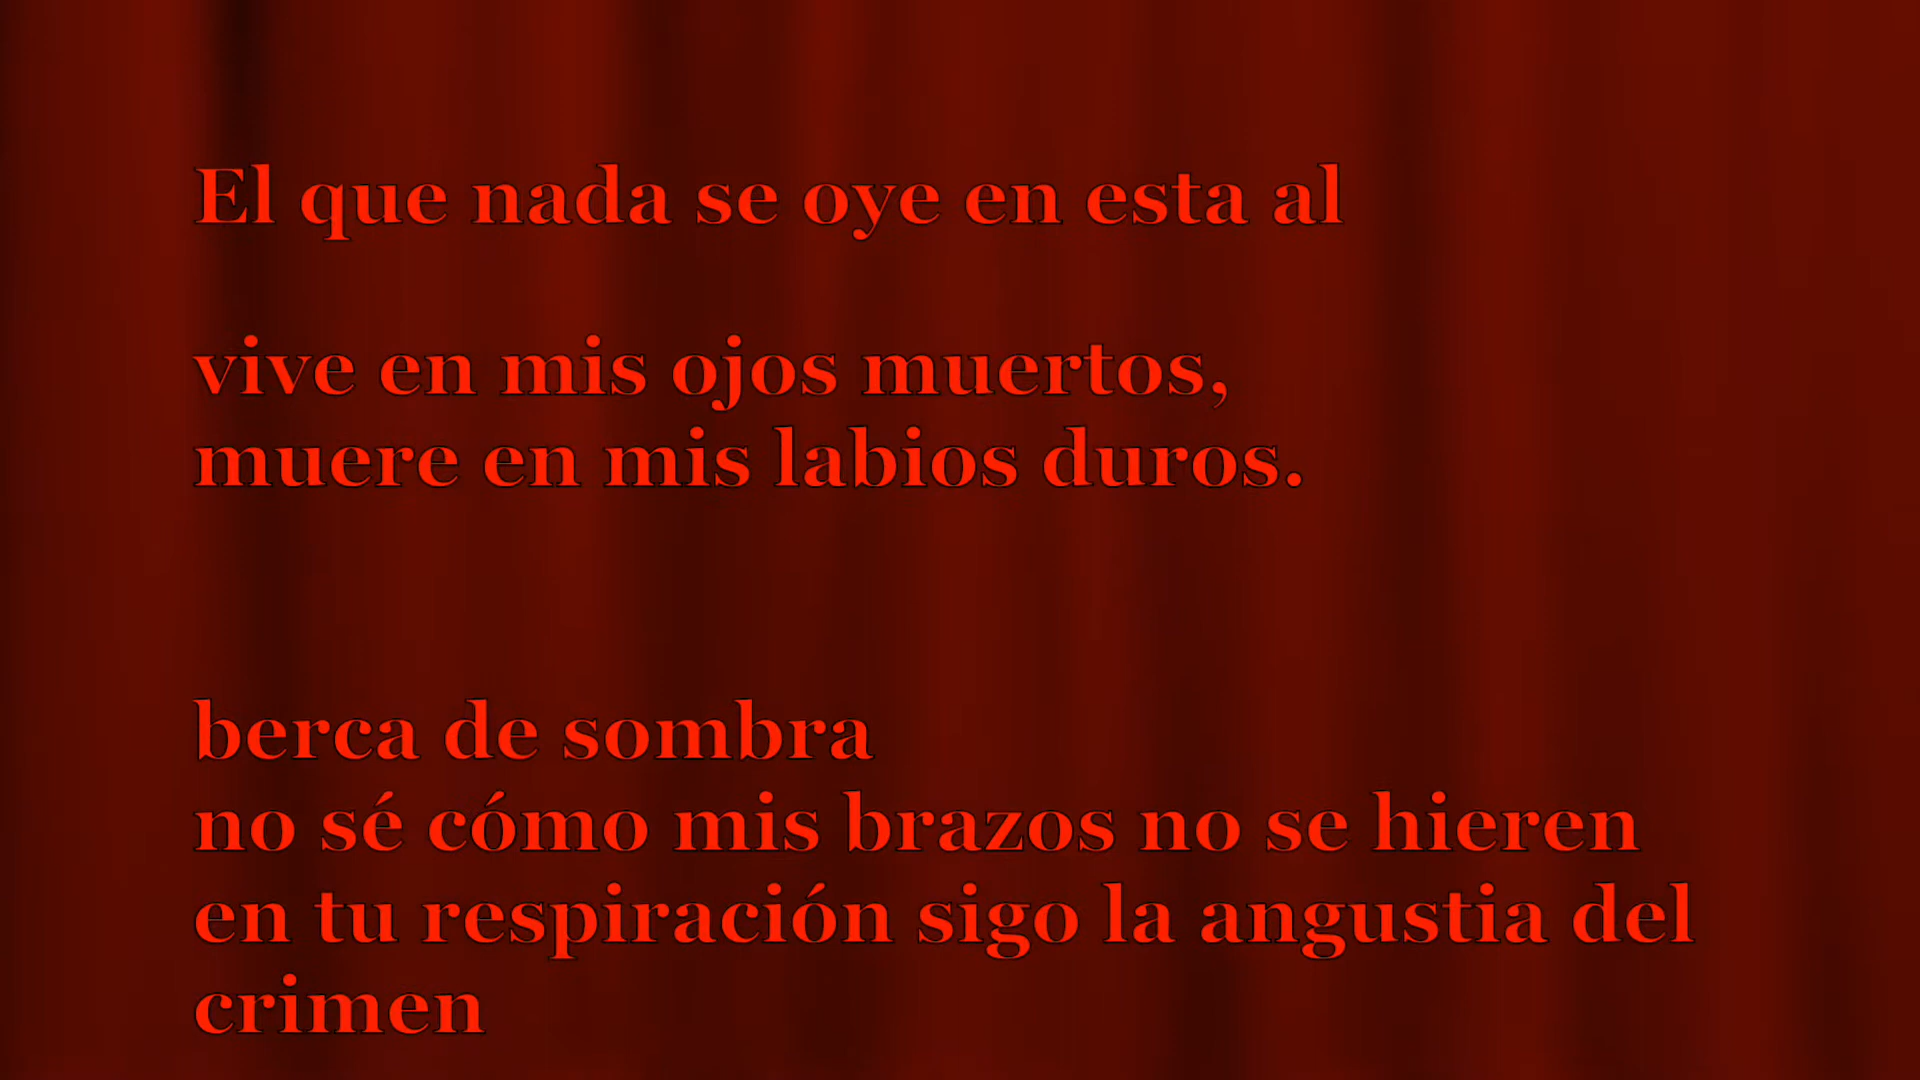 El que nada se oye en esta al
vive en mis ojos muertos,
muere en mis labios duros.
berca de sombra
no sé cómo mis brazos no se hieren
en tu respiración sigo la angustia del
crimen